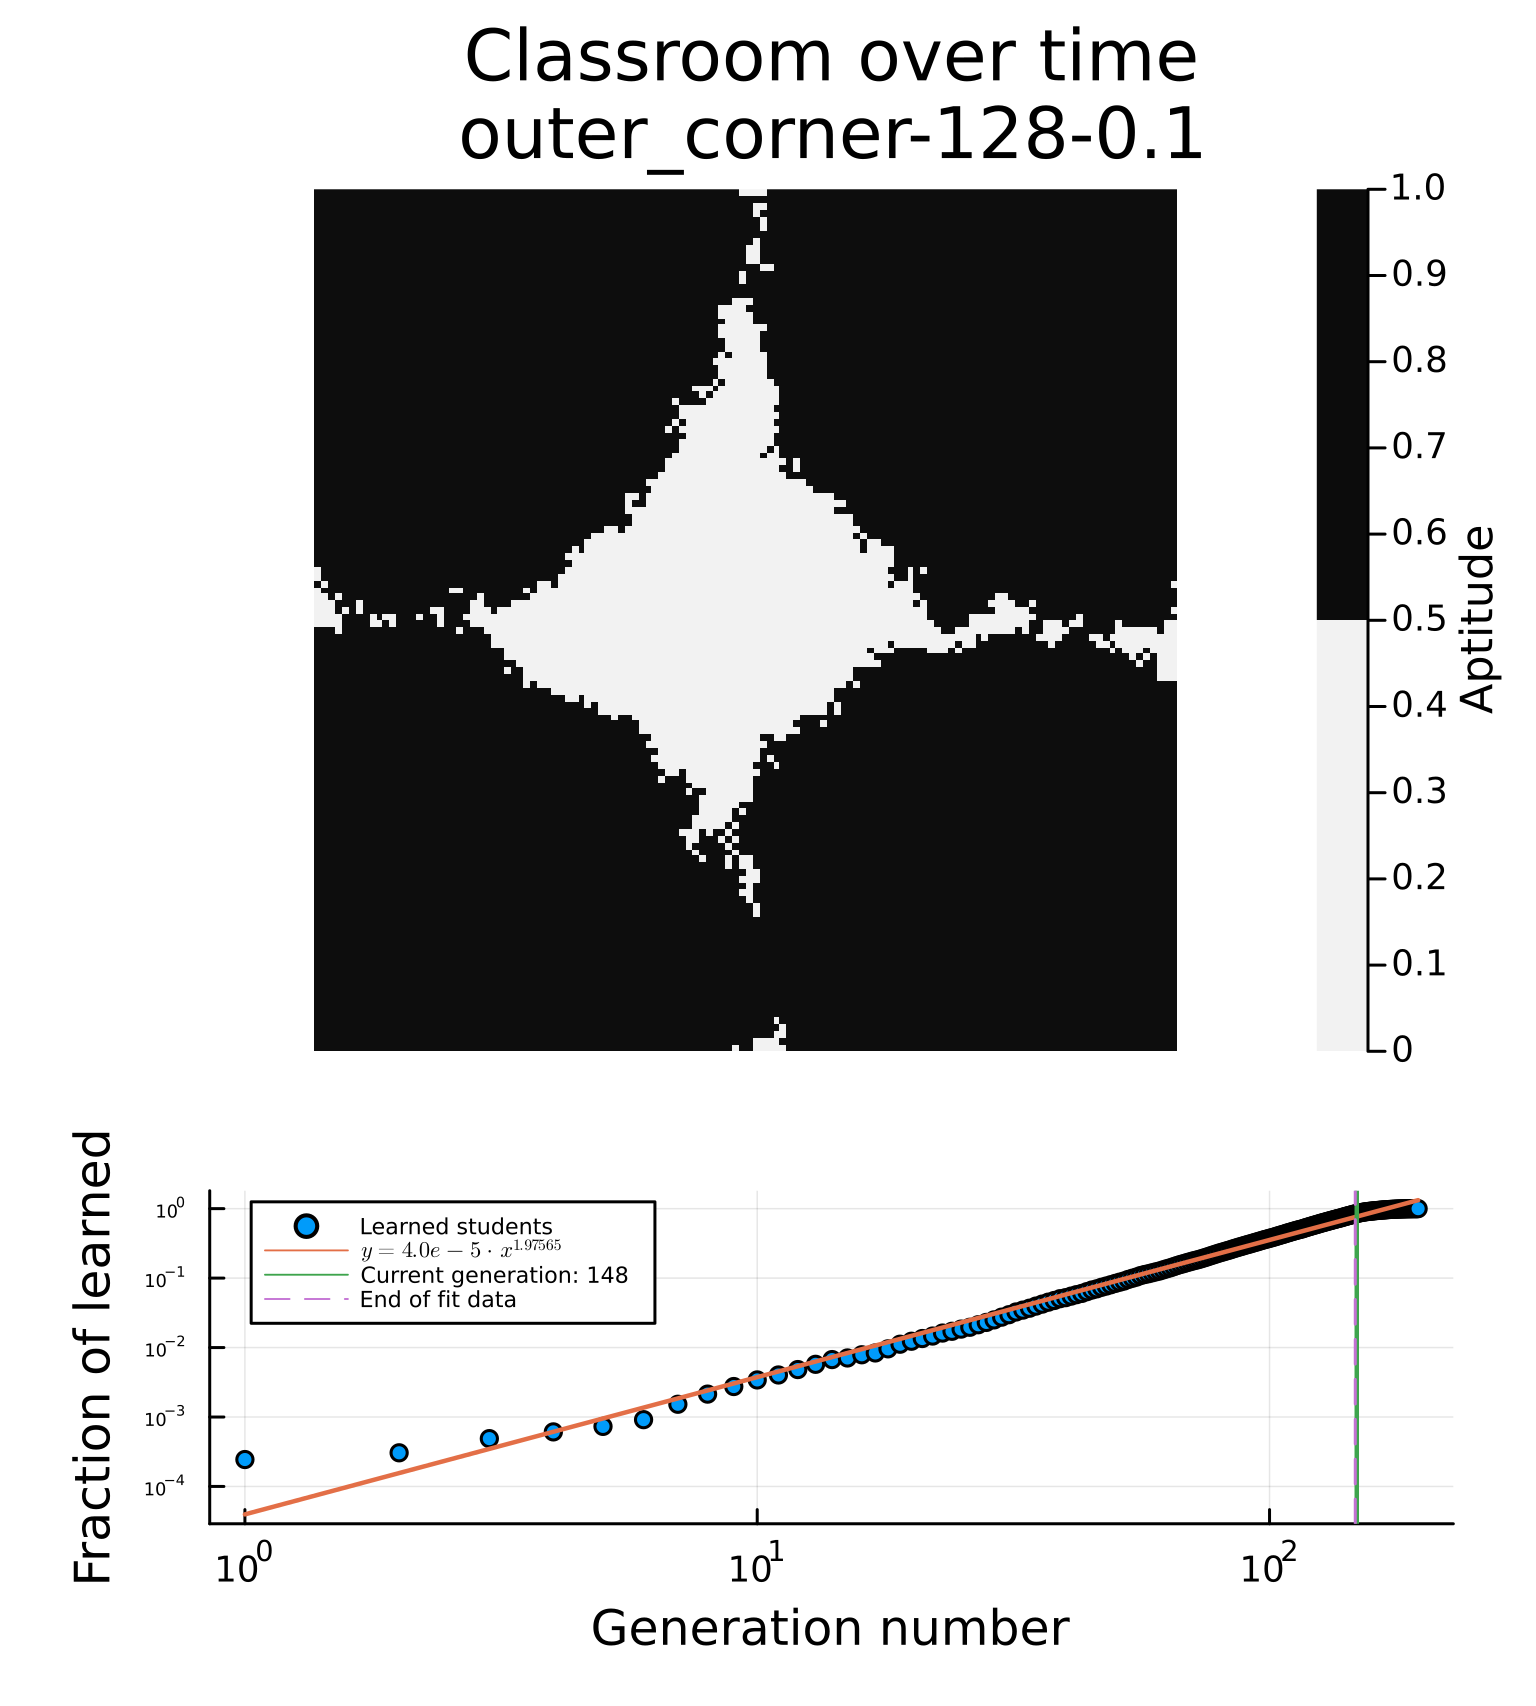 Classroom over time
outer_corner-128-0.1
1.0
0.9
0.8
0.7
0.6
0.5
0.4
0.3
0.2
0.1
0
Aptitude
Fraction of learned
10^0
10^-1
10^-2
10^-3
10^-4
Learned students
y = 4.0e − 5 · x^1.97565
Current generation: 148
End of fit data
10^0
10^1
10^2
Generation number